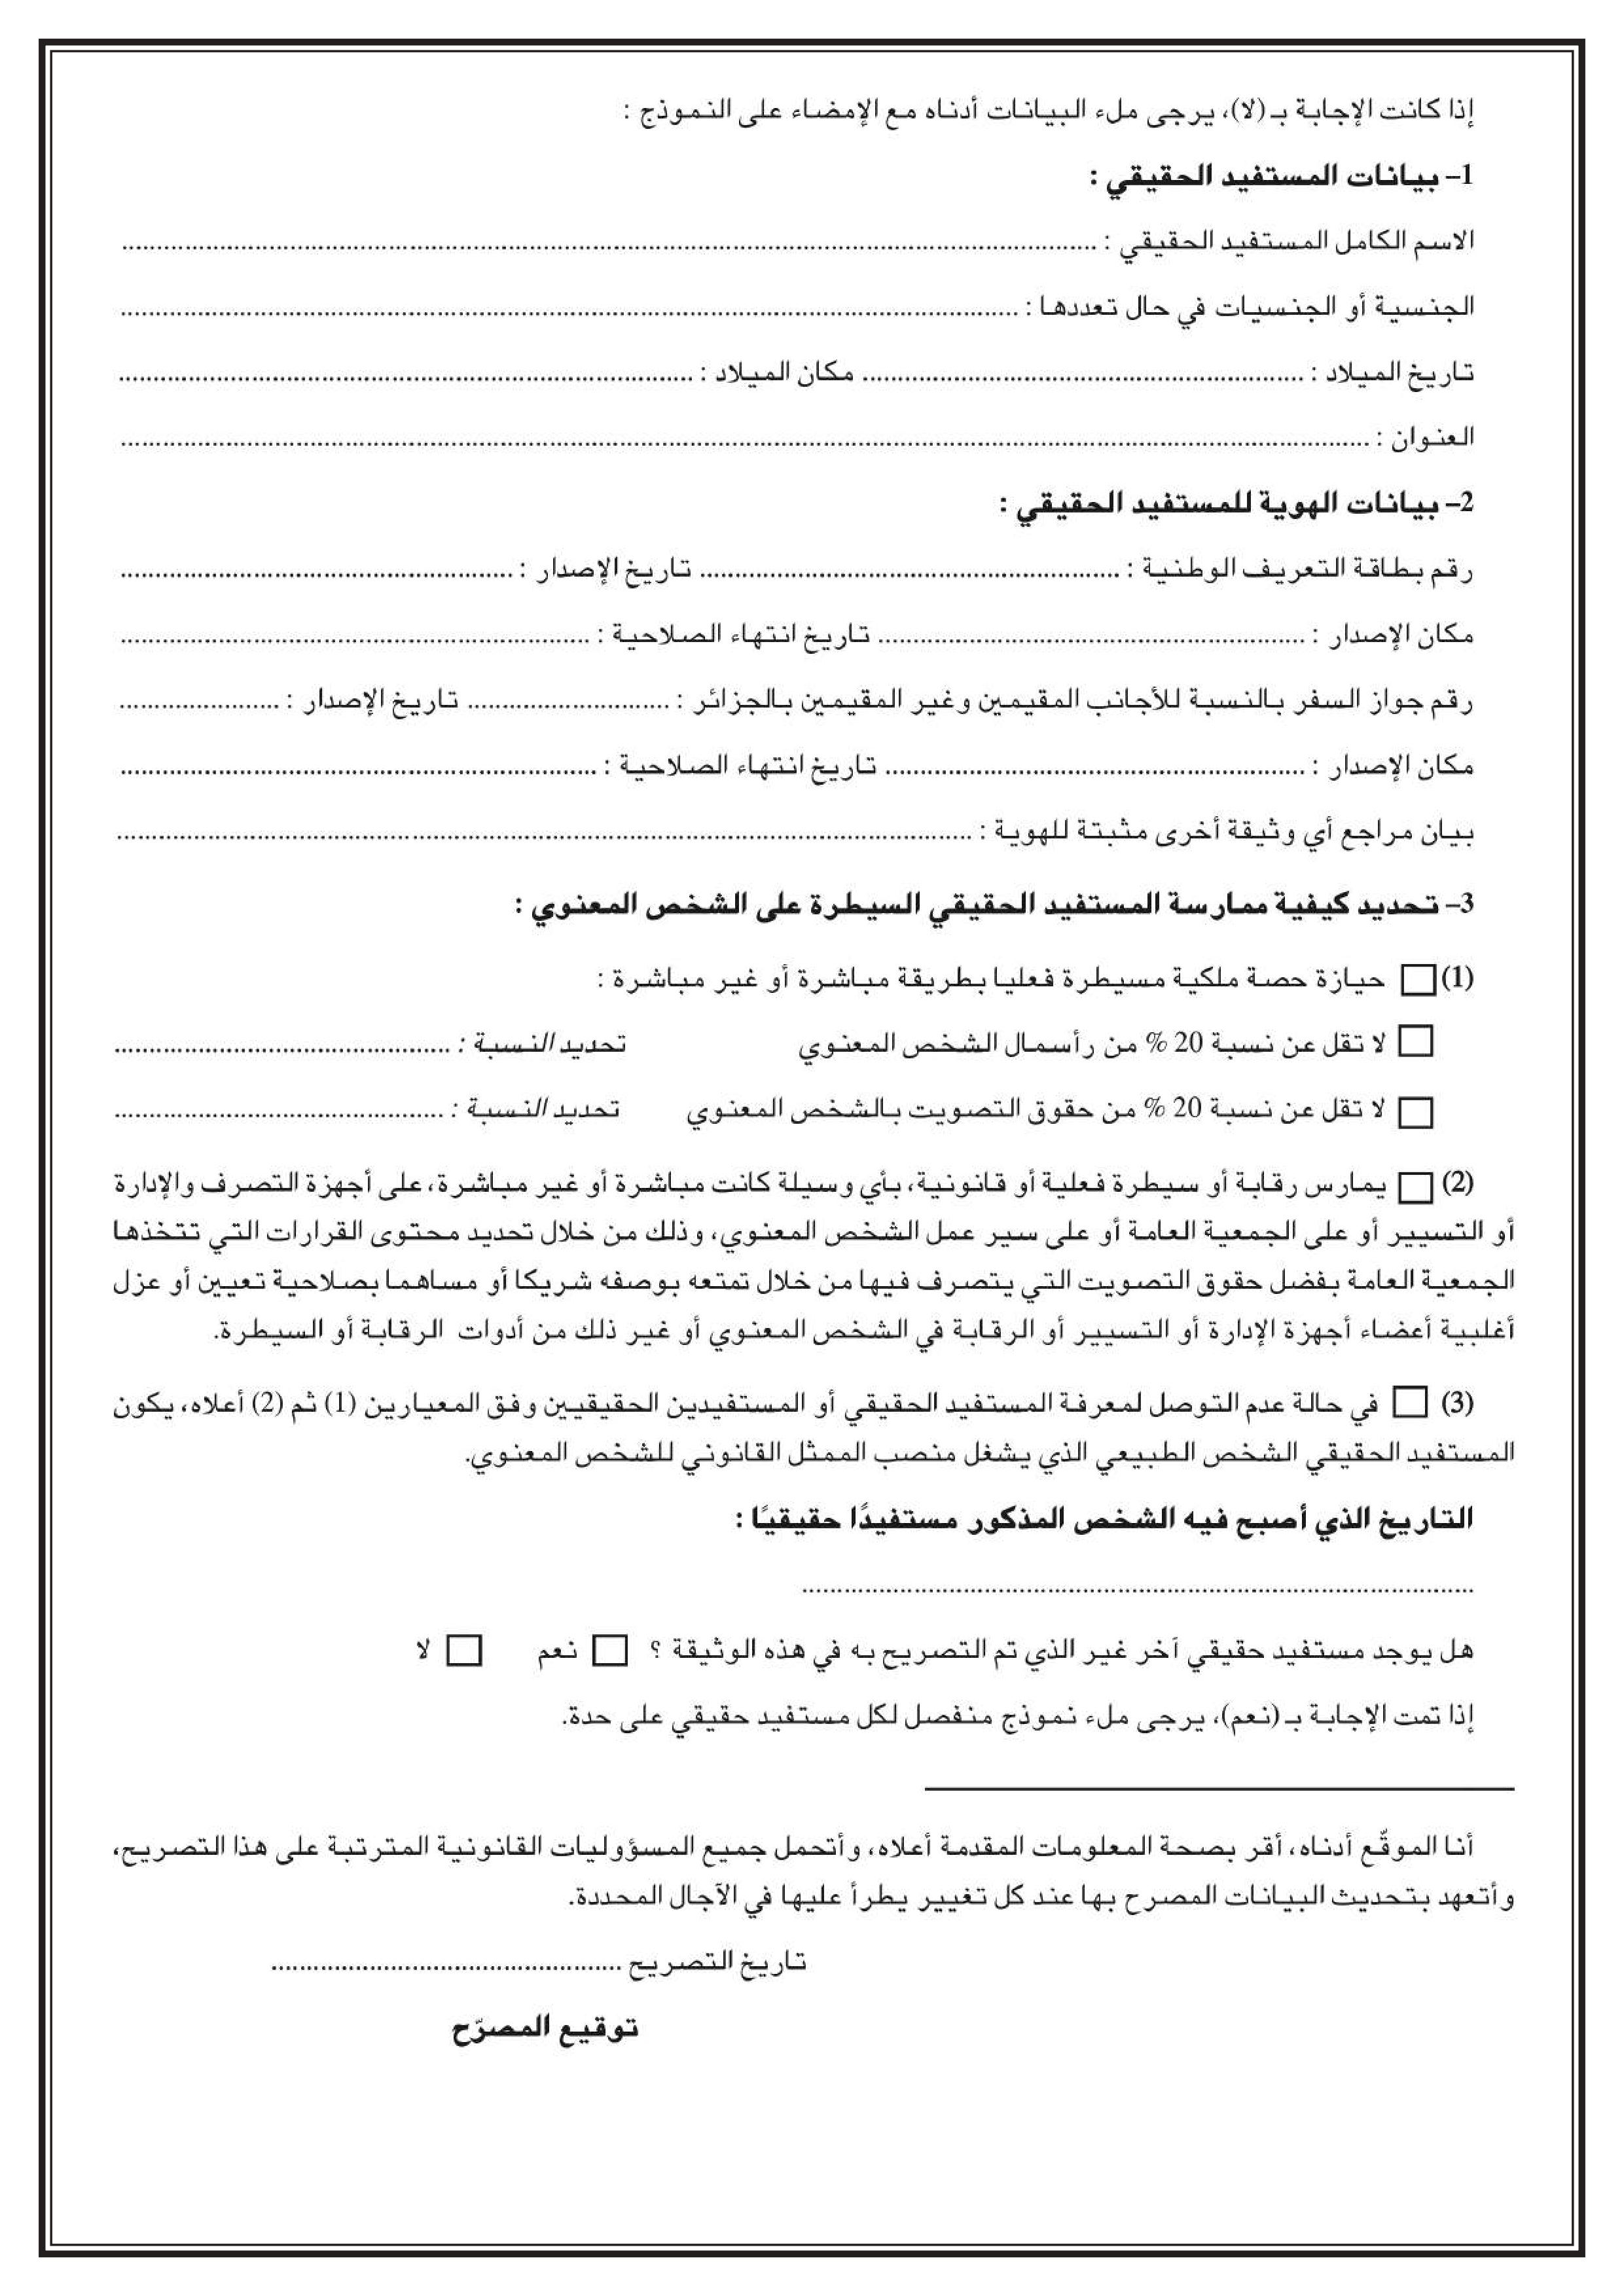 إذا كانت الإجابة بـ (لا)، يرجى ملء البيانات أدناه مع الإمضاء على النموذج :
1– بيانات المستفيد الحقيقي :
الاسم الكامل المستفيد الحقيقي : ........................................
الجنسية أو الجنسيات في حال تعددها : ........................................
تاريخ الميلاد : .............................. مكان الميلاد : ..............................
العنوان : ........................................
2– بيانات الهوية للمستفيد الحقيقي :
رقم بطاقة التعريف الوطنية : .............................. تاريخ الإصدار : ..............................
مكان الإصدار : .............................. تاريخ انتهاء الصلاحية : ..............................
رقم جواز السفر بالنسبة للأجانب المقيمين وغير المقيمين بالجزائر : .............................. تاريخ الإصدار : .......................
مكان الإصدار : .............................. تاريخ انتهاء الصلاحية : ..............................
بيان مراجع أي وثيقة أخرى مثبتة للهوية : ........................................
3– تحديد كيفية ممارسة المستفيد الحقيقي السيطرة على الشخص المعنوي :
(1) ☐ حيازة حصة ملكية مسيطرة فعليا بطريقة مباشرة أو غير مباشرة :
☐ لا تقل عن نسبة 20 % من رأسمال الشخص المعنوي تحديد النسبة : ..............................
☐ لا تقل عن نسبة 20 % من حقوق التصويت بالشخص المعنوي تحديد النسبة : ..............................
(2) ☐ يمارس رقابة أو سيطرة فعلية أو قانونية، بأي وسيلة كانت مباشرة أو غير مباشرة، على أجهزة التصرف والإدارة
أو التسيير أو على الجمعية العامة أو على سير عمل الشخص المعنوي، وذلك من خلال تحديد محتوى القرارات التي تتخذها
الجمعية العامة بفضل حقوق التصويت التي يتصرف فيها من خلال تمتعه بوصفه شريكا أو مساهما بصلاحية تعيين أو عزل
أغلبية أعضاء أجهزة الإدارة أو التسيير أو الرقابة في الشخص المعنوي أو غير ذلك من أدوات الرقابة أو السيطرة.
(3) ☐ في حالة عدم التوصل لمعرفة المستفيد الحقيقي أو المستفيدين الحقيقيين وفق المعيارين (1) ثم (2) أعلاه، يكون
المستفيد الحقيقي الشخص الطبيعي الذي يشغل منصب الممثل القانوني للشخص المعنوي.
التاريخ الذي أصبح فيه الشخص المذكور مستفيدًا حقيقيًا :
........................................
هل يوجد مستفيد حقيقي آخر غير الذي تم التصريح به في هذه الوثيقة ؟ ☐ نعم ☐ لا
إذا تمت الإجابة بـ (نعم)، يرجى ملء نموذج منفصل لكل مستفيد حقيقي على حدة.
أنا الموقّع أدناه، أقر بصحة المعلومات المقدمة أعلاه، وأتحمل جميع المسؤوليات القانونية المترتبة على هذا التصريح،
وأتعهد بتحديث البيانات المصرح بها عند كل تغيير يطرأ عليها في الآجال المحددة.
تاريخ التصريح ..............................
توقيع المصرّح